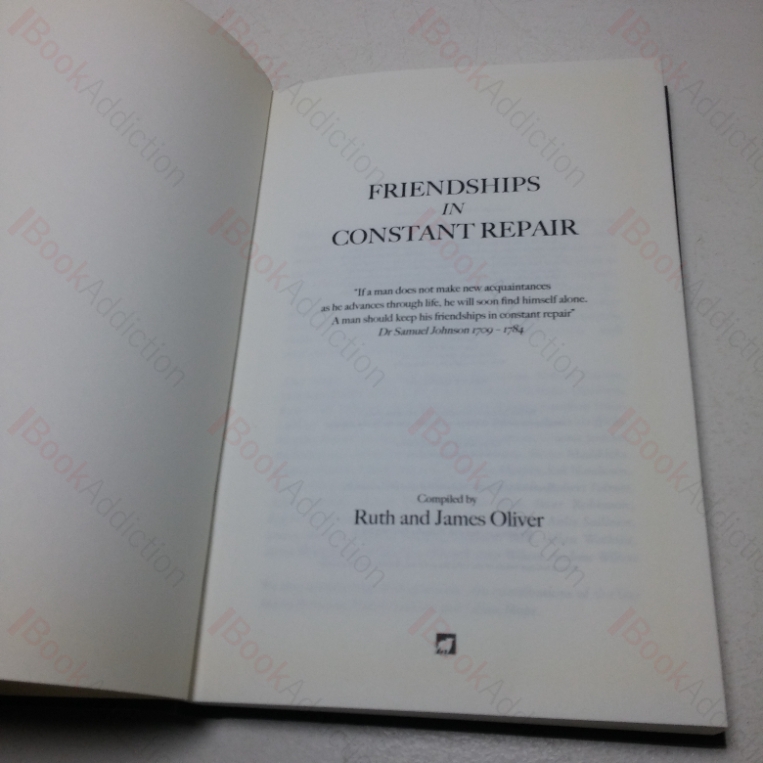 FRIENDSHIPS
IN
CONSTANT REPAIR
"If a man does not make new acquaintances
as he advances through life, he will soon find himself alone.
A man should keep his friendships in constant repair"
Dr Samuel Johnson 1709 - 1784
Compiled by
Ruth and James Oliver
BookAddiction